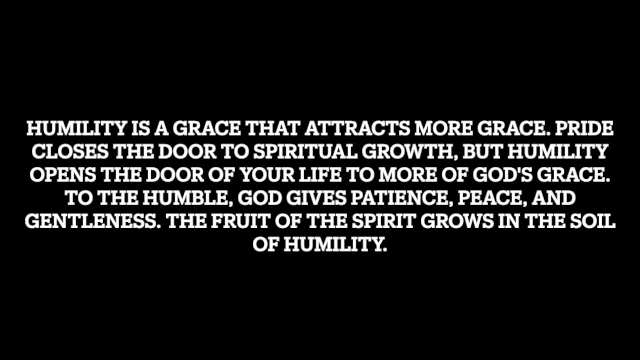 HUMILITY IS A GRACE THAT ATTRACTS MORE GRACE. PRIDE
CLOSES THE DOOR TO SPIRITUAL GROWTH, BUT HUMILITY
OPENS THE DOOR OF YOUR LIFE TO MORE OF GOD'S GRACE.
TO THE HUMBLE, GOD GIVES PATIENCE, PEACE, AND
GENTLENESS. THE FRUIT OF THE SPIRIT GROWS IN THE SOIL
OF HUMILITY.